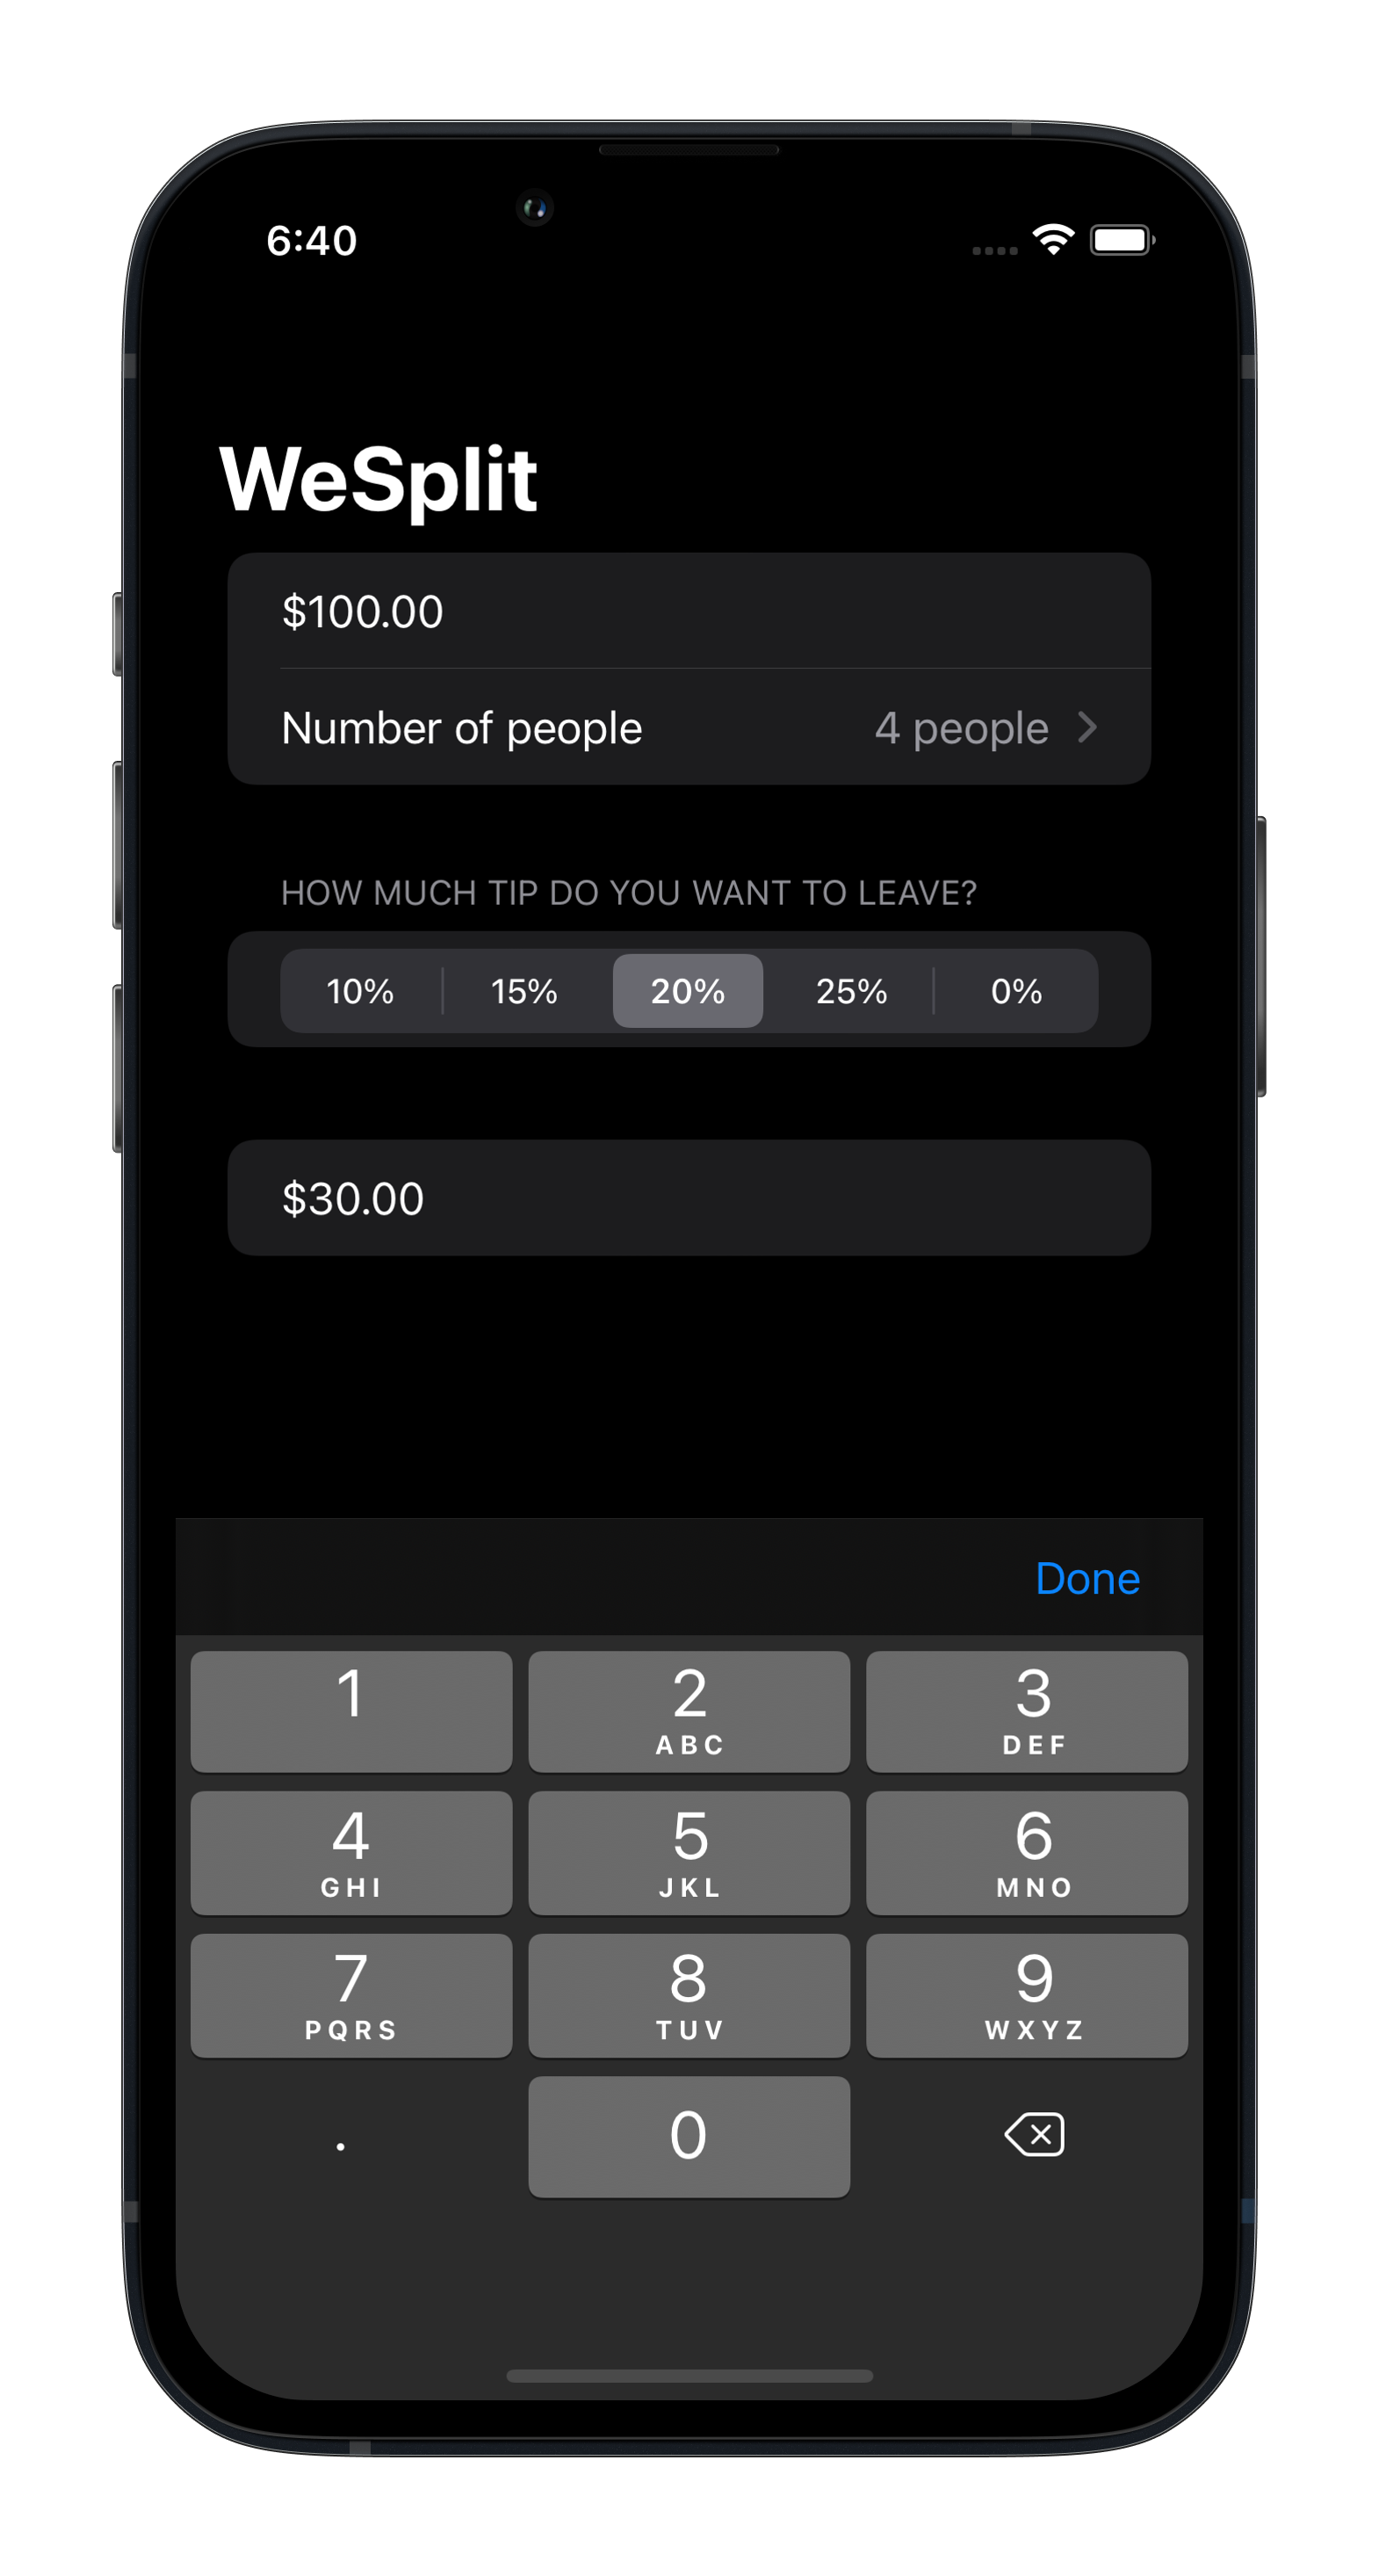 6:40
WeSplit
$100.00
Number of people 4 people
HOW MUCH TIP DO YOU WANT TO LEAVE?
10% 15% 20% 25% 0%
$30.00
Done
1 2 3
ABC DEF
4 5 6
GHI JKL MNO
7 8 9
PQRS TUV WXYZ
. 0